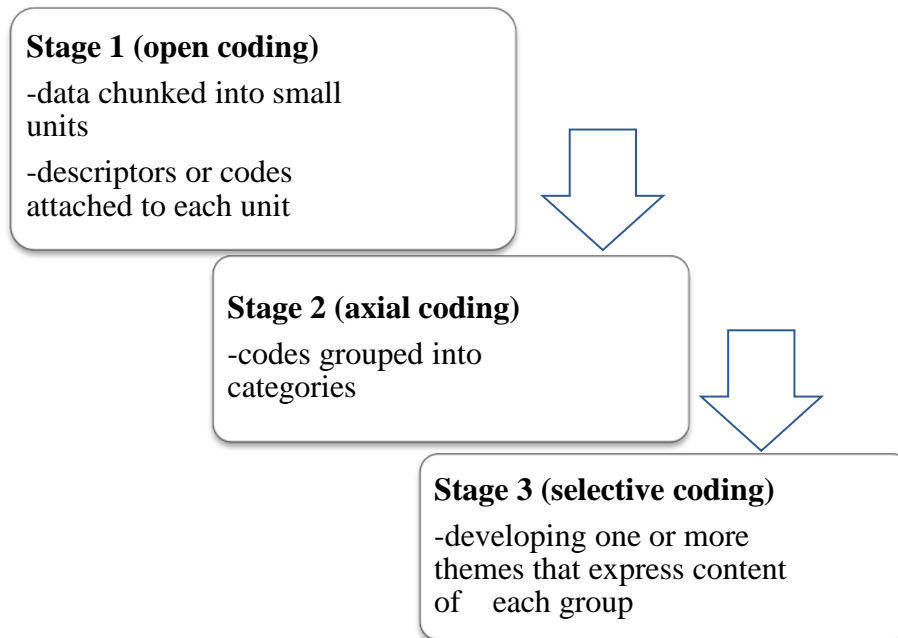 Stage 1 (open coding)
-data chunked into small
units
-descriptors or codes
attached to each unit
Stage 2 (axial coding)
-codes grouped into
categories
Stage 3 (selective coding)
-developing one or more
themes that express content
of each group